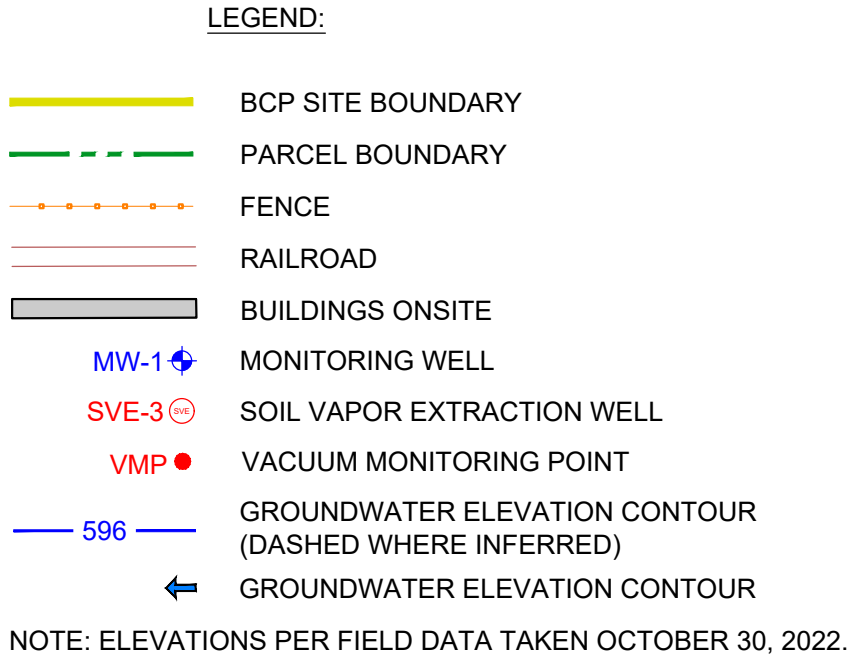 LEGEND:
BCP SITE BOUNDARY
PARCEL BOUNDARY
FENCE
RAILROAD
BUILDINGS ONSITE
MW-1 MONITORING WELL
SVE-3 SVE SOIL VAPOR EXTRACTION WELL
VMP VACUUM MONITORING POINT
596 GROUNDWATER ELEVATION CONTOUR
(DASHED WHERE INFERRED)
GROUNDWATER ELEVATION CONTOUR
NOTE: ELEVATIONS PER FIELD DATA TAKEN OCTOBER 30, 2022.